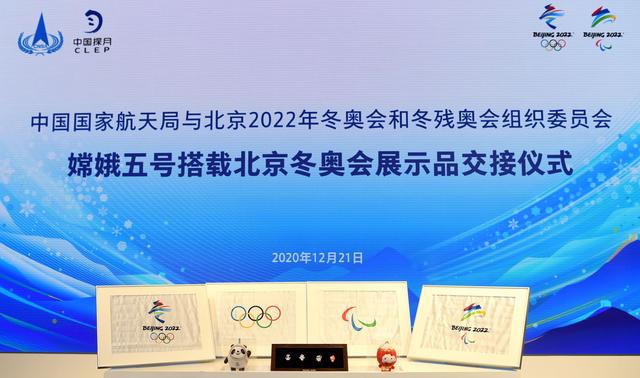 CNSA
中国探月
CLEP
BEIJING 2022
BEIJING 2022
中国国家航天局与北京2022年冬奥会和冬残奥会组织委员会
嫦娥五号搭载北京冬奥会展示品交接仪式
2020年12月21日
BEIJING 2022
BEIJING 2022